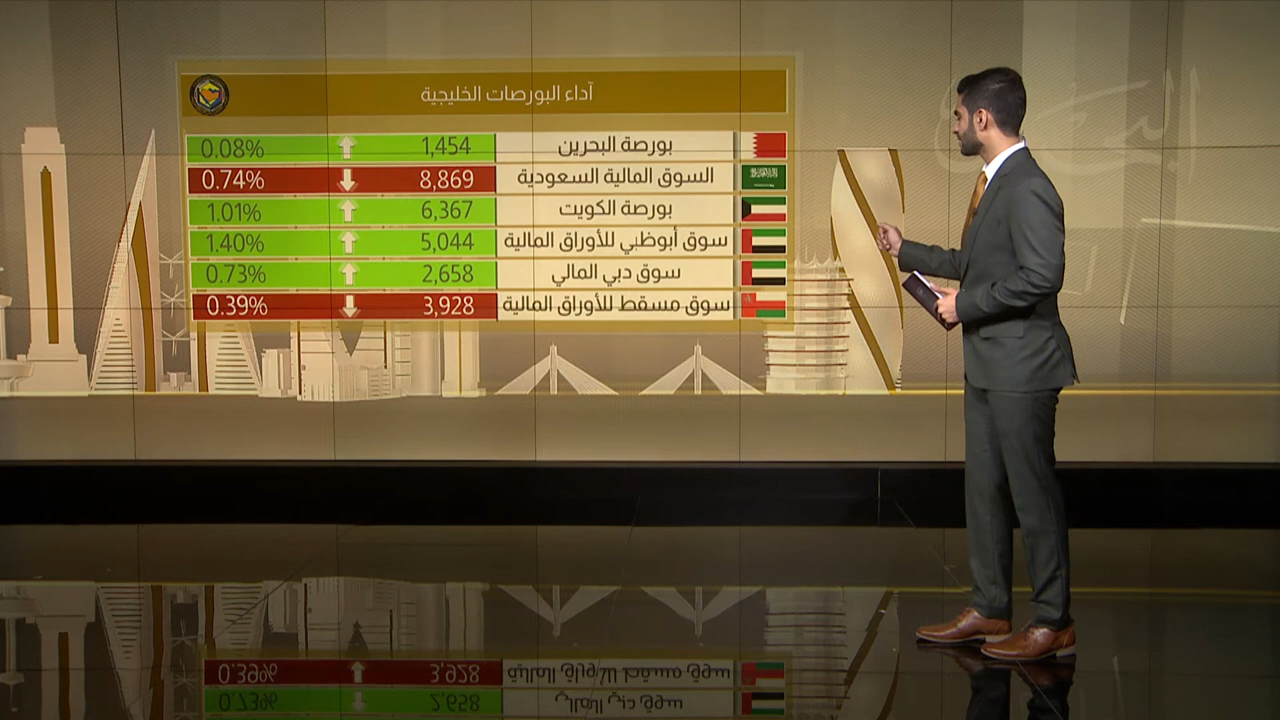 آداء البورصات الخليجية
بورصة البحرين 1,454 0.08%
السوق المالية السعودية 8,869 0.74%
بورصة الكويت 6,367 1.01%
سوق أبوظبي للأوراق المالية 5,044 1.40%
سوق دبي المالي 2,658 0.73%
سوق مسقط للأوراق المالية 3,928 0.39%